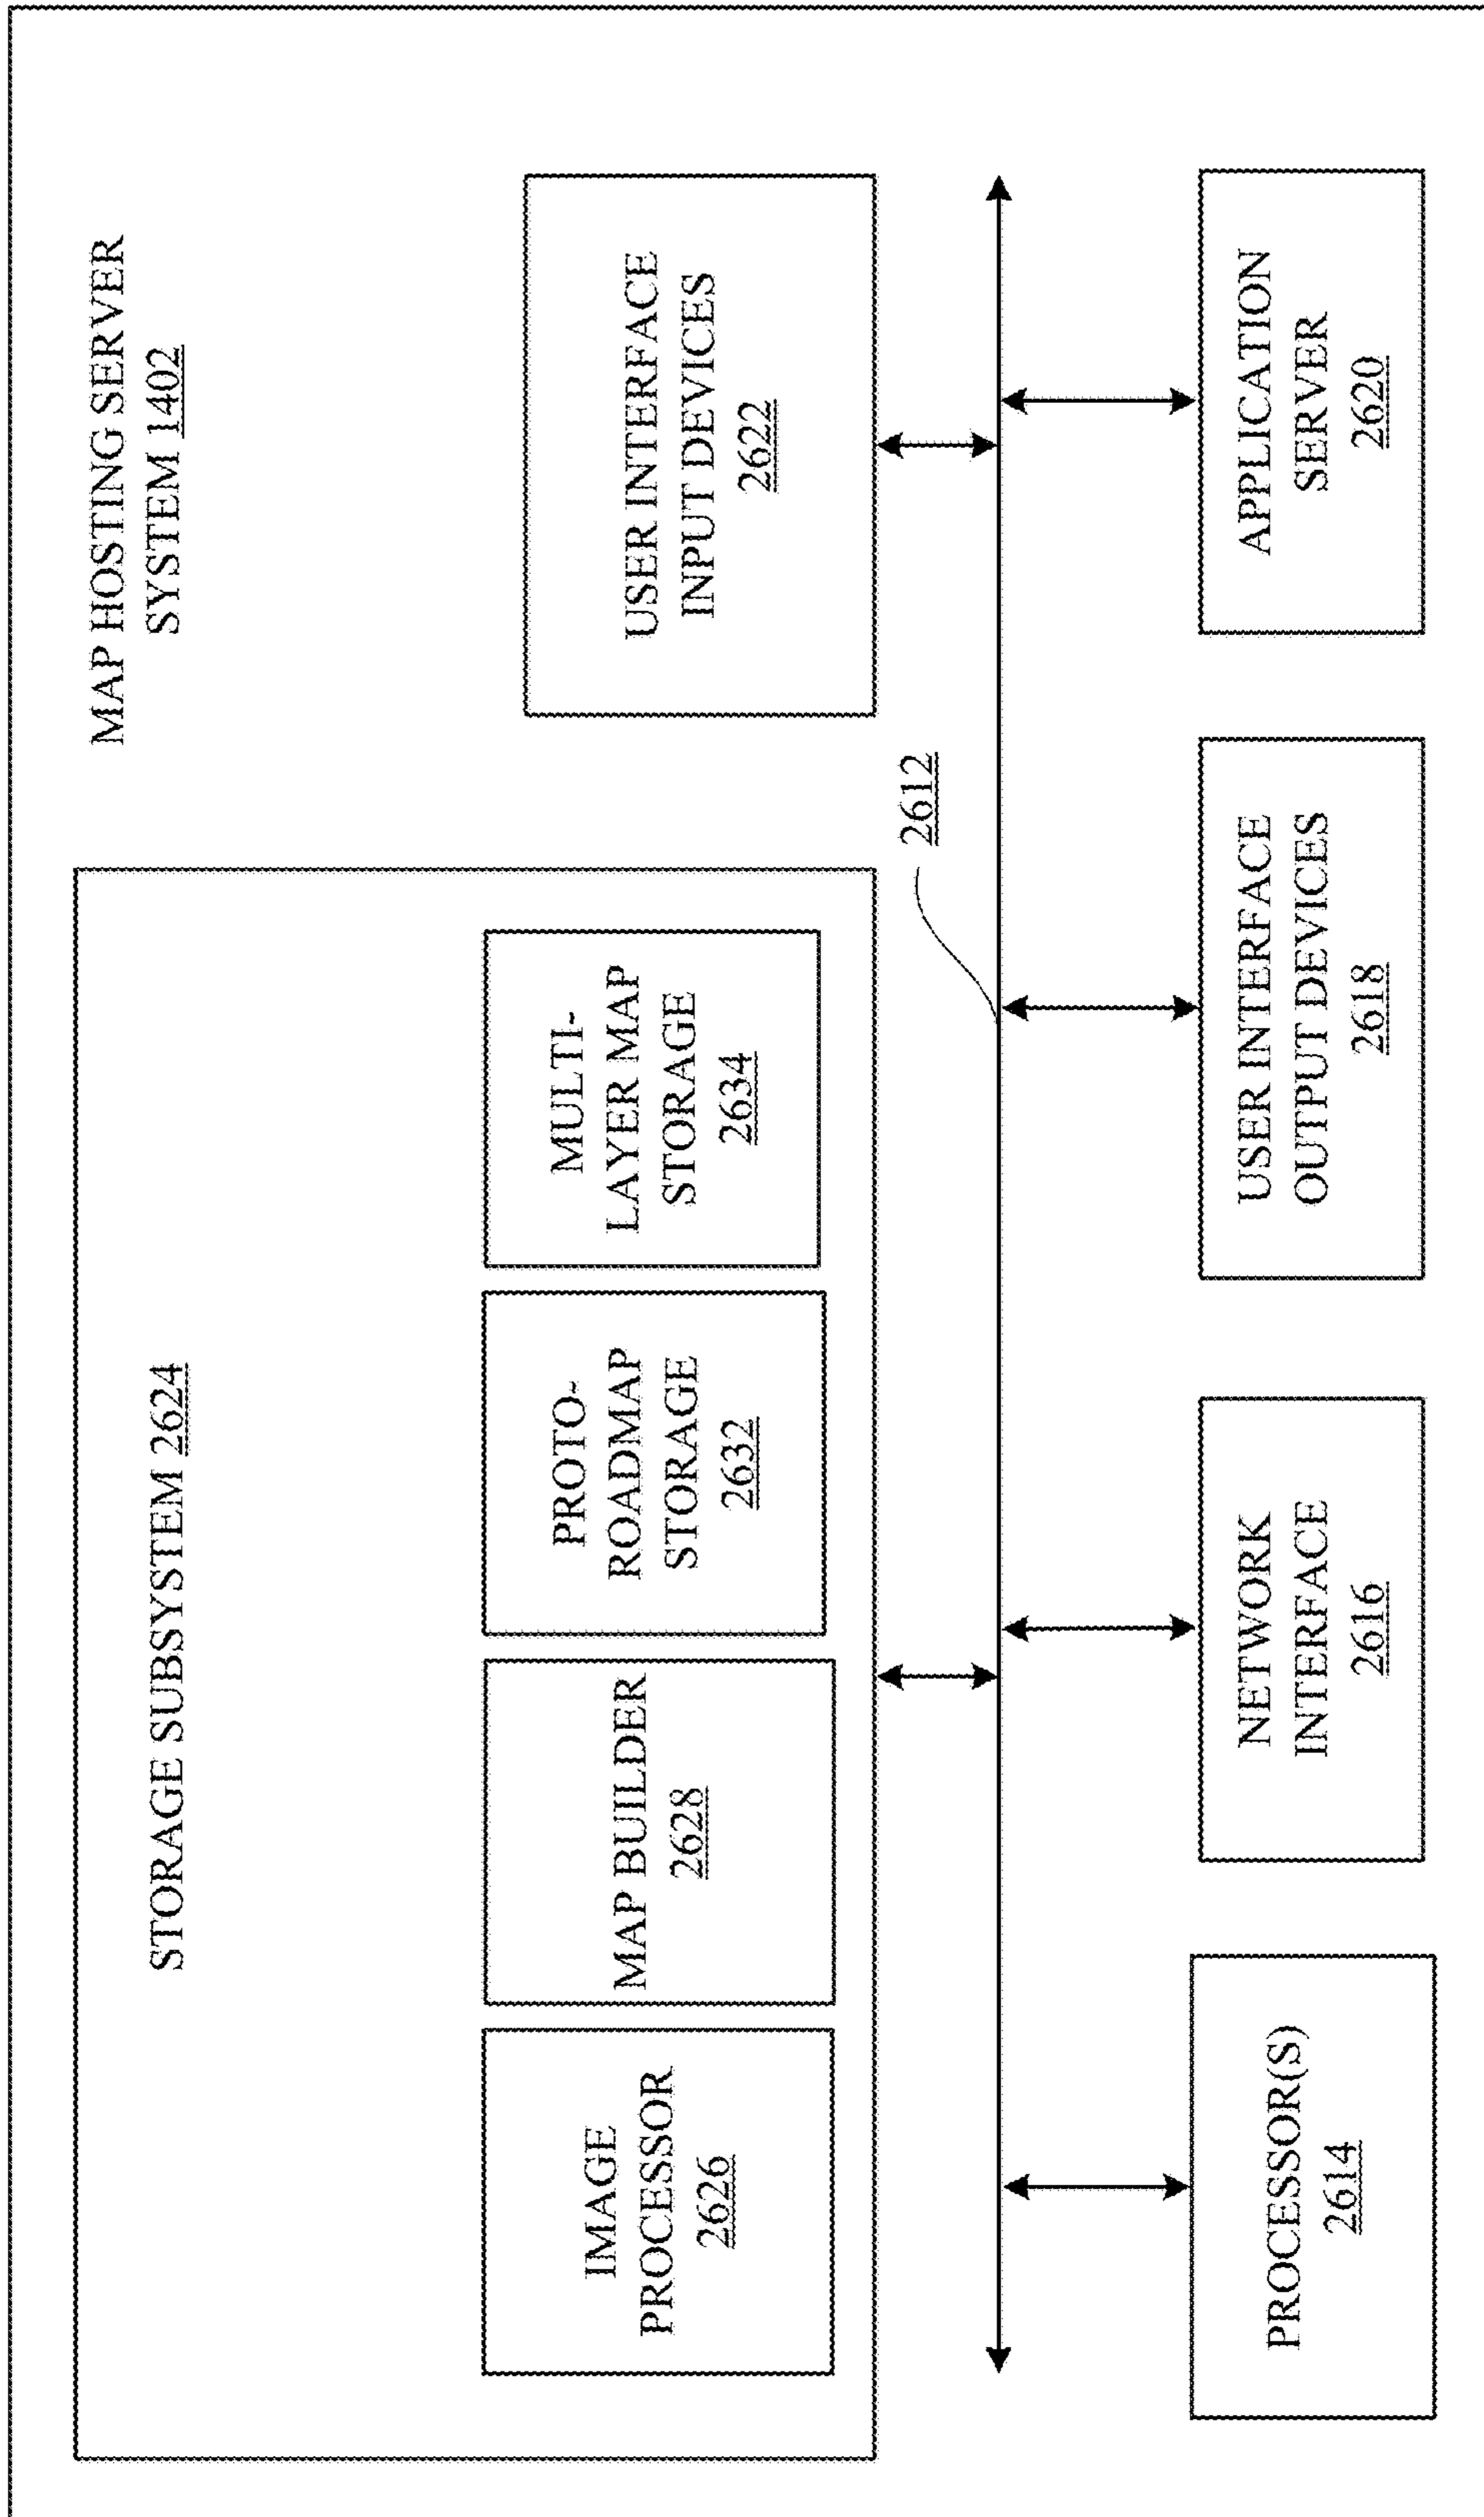 MAP HOSTING SERVER
SYSTEM 1402
STORAGE SUBSYSTEM 2624
IMAGE
PROCESSOR
2626
MAP BUILDER
2628
PROTO-
ROADMAP
STORAGE
2632
MULTI-
LAYER MAP
STORAGE
2634
USER INTERFACE
INPUT DEVICES
2622
2612
PROCESSOR(S)
2614
NETWORK
INTERFACE
2616
USER INTERFACE
OUTPUT DEVICES
2618
APPLICATION
SERVER
2620